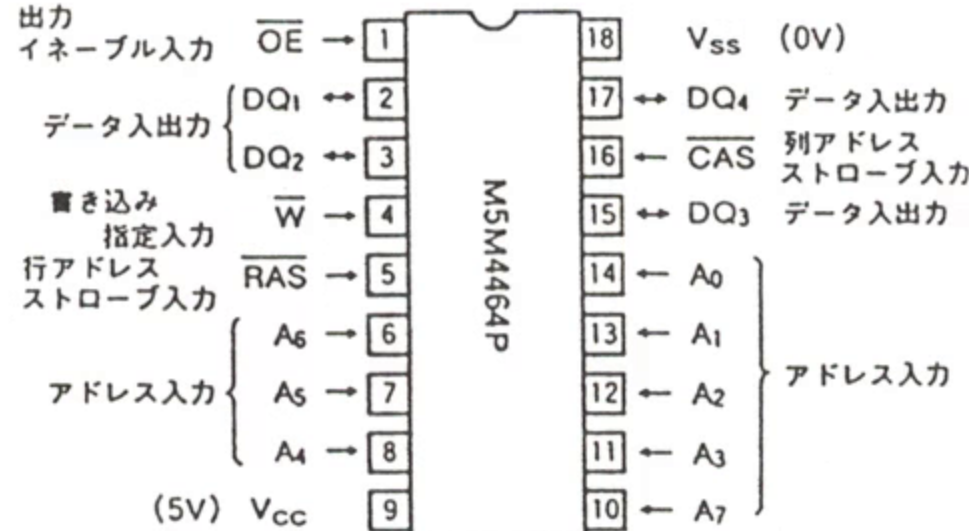 出力
イネーブル入力 OE → 1
データ入出力 DQ1 ↔ 2
DQ2 ↔ 3
書き込み
指定入力 W → 4
行アドレス
ストローブ入力 RAS → 5
アドレス入力 A6 → 6
A5 → 7
A4 → 8
(5V) VCC 9
M5M4464P
18 VSS (0V)
17 ↔ DQ4 データ入出力
16 ← CAS 列アドレス
ストローブ入力
15 ↔ DQ3 データ入出力
14 ← A0
13 ← A1
12 ← A2
アドレス入力
11 ← A3
10 ← A7